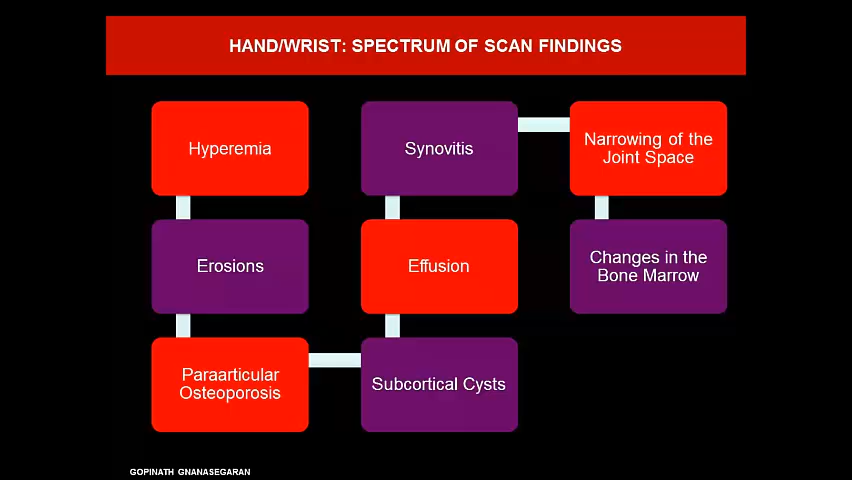 HAND/WRIST: SPECTRUM OF SCAN FINDINGS
Hyperemia
Erosions
Paraarticular
Osteoporosis
Subcortical Cysts
Effusion
Synovitis
Narrowing of the
Joint Space
Changes in the
Bone Marrow
GOPINATH GNANASEGARAN